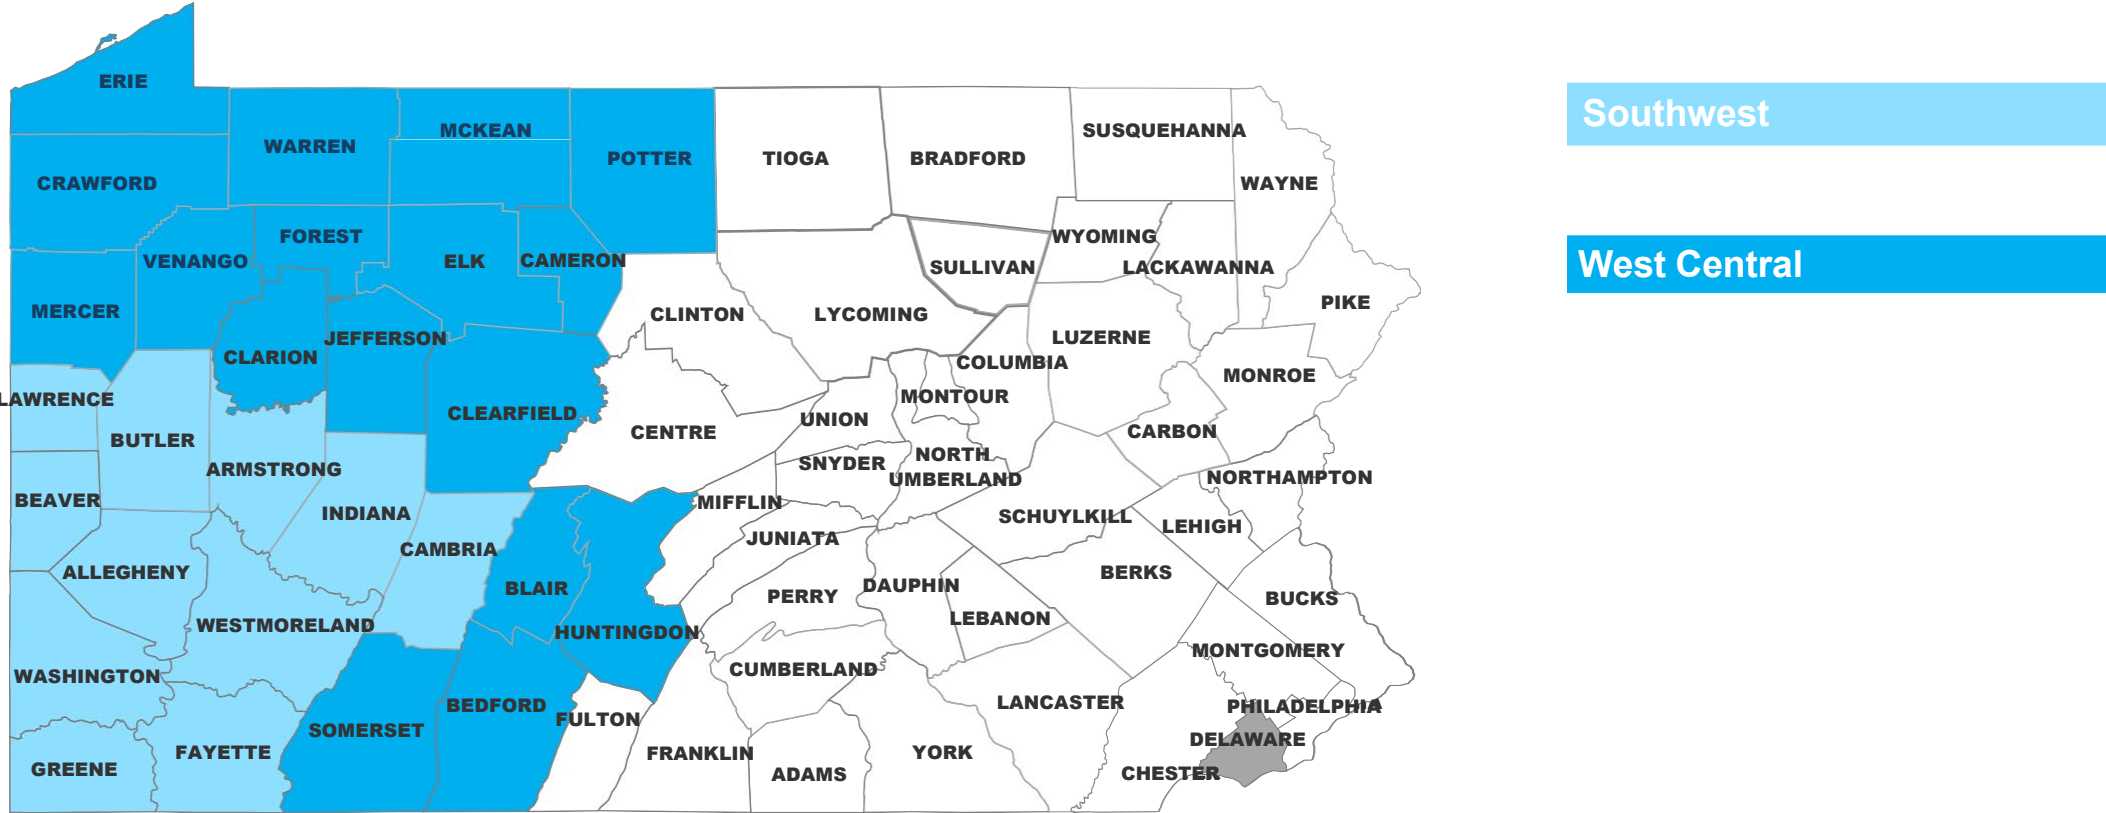 ERIE
Southwest
MCKEAN
SUSQUEHANNA
WARREN
POTTER
TIOGA
BRADFORD
CRAWFORD
WAYNE
FOREST
WYOMING
VENANGO
ELK
CAMERON
SULLIVAN
LACKAWANNA
West Central
PIKE
MERCER
CLINTON
LYCOMING
JEFFERSON
LUZERNE
CLARION
COLUMBIA
MONROE
LAWRENCE
MONTOUR
CLEARFIELD
UNION
BUTLER
CENTRE
CARBON
ARMSTRONG
SNYDER
NORTH
UMBERLAND
NORTHAMPTON
BEAVER
MIFFLIN
INDIANA
SCHUYLKILL
LEHIGH
JUNIATA
CAMBRIA
ALLEGHENY
BERKS
BLAIR
DAUPHIN
PERRY
BUCKS
LEBANON
WESTMORELAND
HUNTINGDON
MONTGOMERY
CUMBERLAND
WASHINGTON
BEDFORD
LANCASTER
PHILADELPHIA
FULTON
SOMERSET
DELAWARE
FAYETTE
FRANKLIN
YORK
GREENE
ADAMS
CHESTER